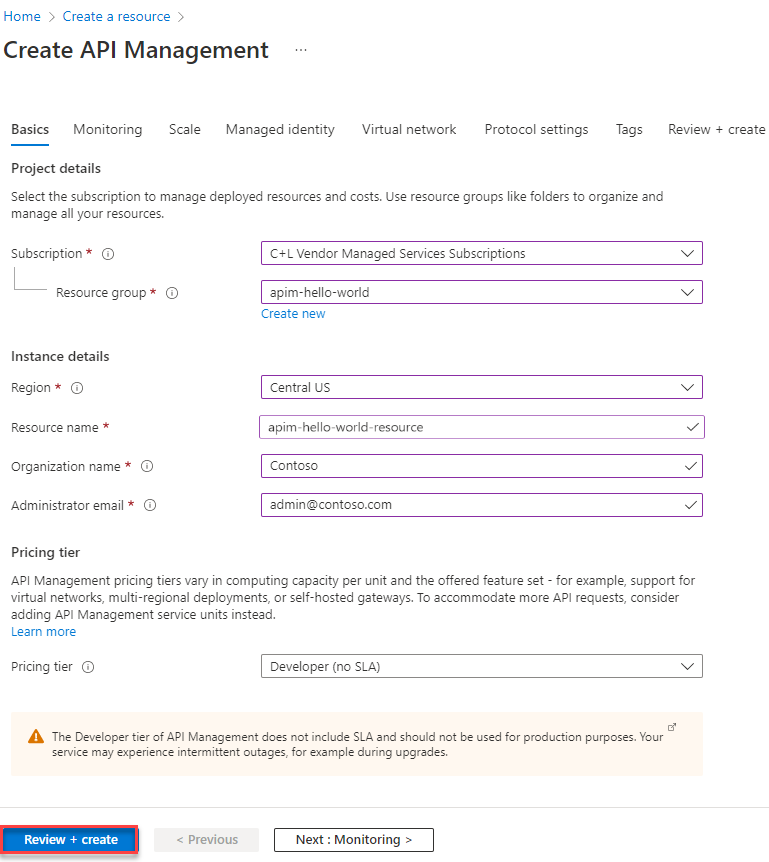 Home > Create a resource >
Create API Management ...
Basics Monitoring Scale Managed identity Virtual network Protocol settings Tags Review + create
Project details
Select the subscription to manage deployed resources and costs. Use resource groups like folders to organize and
manage all your resources.
Subscription * C+L Vendor Managed Services Subscriptions
Resource group * apim-hello-world
Create new
Instance details
Region * Central US
Resource name * apim-hello-world-resource
Organization name * Contoso
Administrator email * admin@contoso.com
Pricing tier
API Management pricing tiers vary in computing capacity per unit and the offered feature set - for example, support for
virtual networks, multi-regional deployments, or self-hosted gateways. To accommodate more API requests, consider
adding API Management service units instead.
Learn more
Pricing tier Developer (no SLA)
The Developer tier of API Management does not include SLA and should not be used for production purposes. Your
service may experience intermittent outages, for example during upgrades.
Review + create < Previous Next : Monitoring >